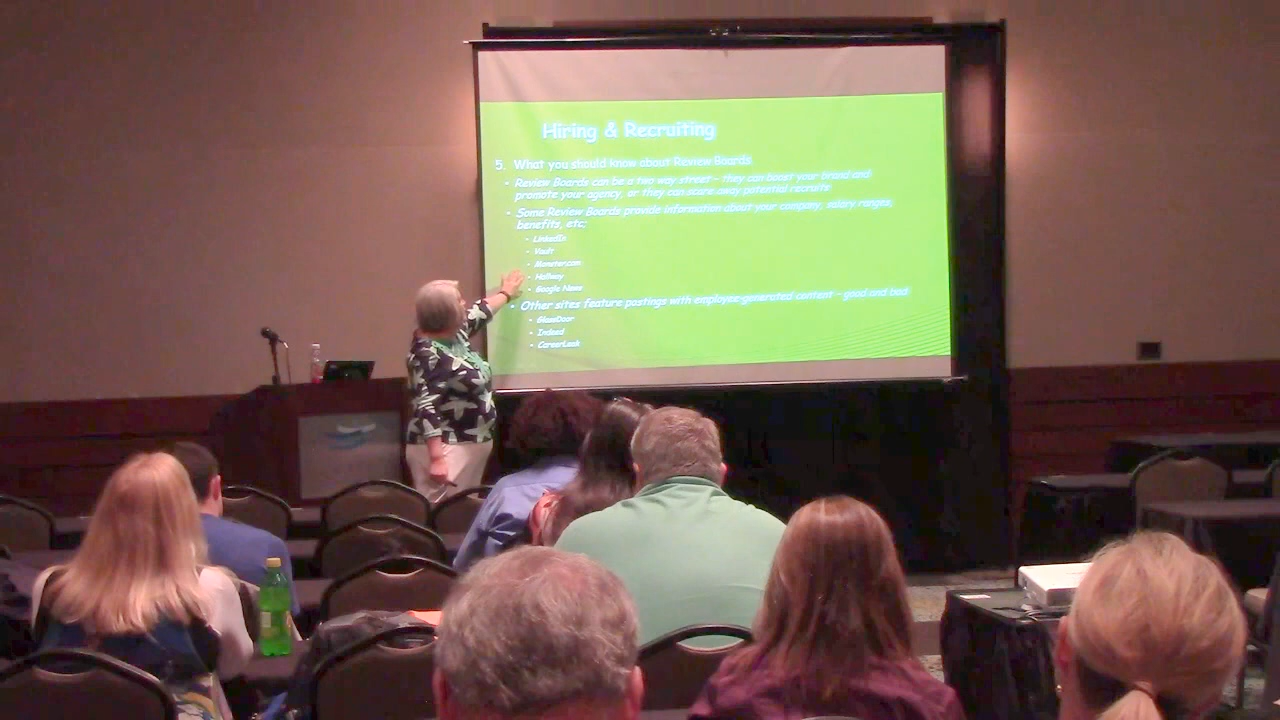 Hiring & Recruiting
5. What you should know about Review Boards
• Review Boards can be a two way street – they can boost your brand and
promote your agency, or they can scare away potential recruits
• Some Review Boards provide information about your company, salary ranges,
benefits, etc;
• LinkedIn
• Vault
• Monster.com
• Hallway
• Google News
• Other sites feature postings with employee-generated content – good and bad
• GlassDoor
• Indeed
• CareerLeak